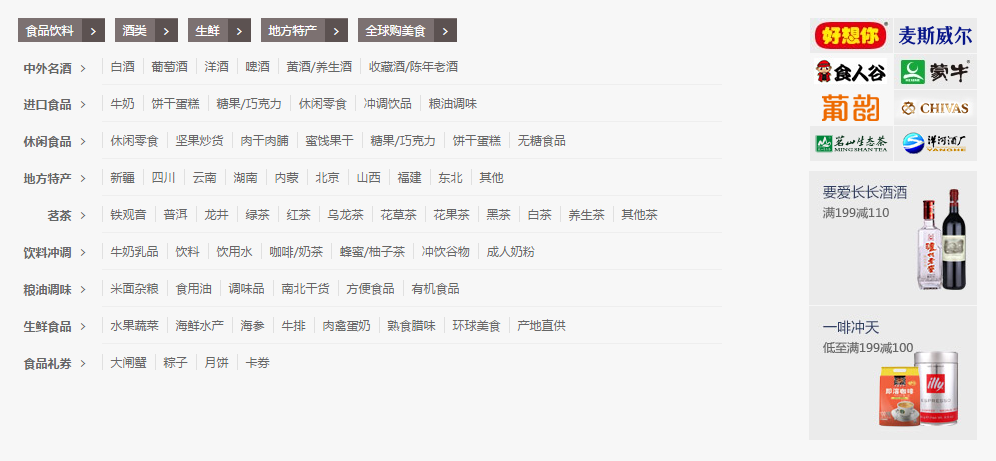 食品饮料 > 酒类 > 生鲜 > 地方特产 > 全球购美食 >
中外名酒 > 白酒 葡萄酒 洋酒 啤酒 黄酒/养生酒 收藏酒/陈年老酒
进口食品 > 牛奶 饼干蛋糕 糖果/巧克力 休闲零食 冲调饮品 粮油调味
休闲食品 > 休闲零食 坚果炒货 肉干肉脯 蜜饯果干 糖果/巧克力 饼干蛋糕 无糖食品
地方特产 > 新疆 四川 云南 湖南 内蒙 北京 山西 福建 东北 其他
茗茶 > 铁观音 普洱 龙井 绿茶 红茶 乌龙茶 花草茶 花果茶 黑茶 白茶 养生茶 其他茶
饮料冲调 > 牛奶乳品 饮料 饮用水 咖啡/奶茶 蜂蜜/柚子茶 冲饮谷物 成人奶粉
粮油调味 > 米面杂粮 食用油 调味品 南北干货 方便食品 有机食品
生鲜食品 > 水果蔬菜 海鲜水产 海参 牛排 肉禽蛋奶 熟食腊味 环球美食 产地直供
食品礼券 > 大闸蟹 粽子 月饼 卡券
好想你 麦斯威尔
食人谷 蒙牛
葡韵 CHIVAS
茗山生态茶 MING SHAN TEA 洋河酒厂 YANGHE
要爱长长酒酒
满199减110
泸州老窖
一啡冲天
低至满199减100
illy
即溶咖啡